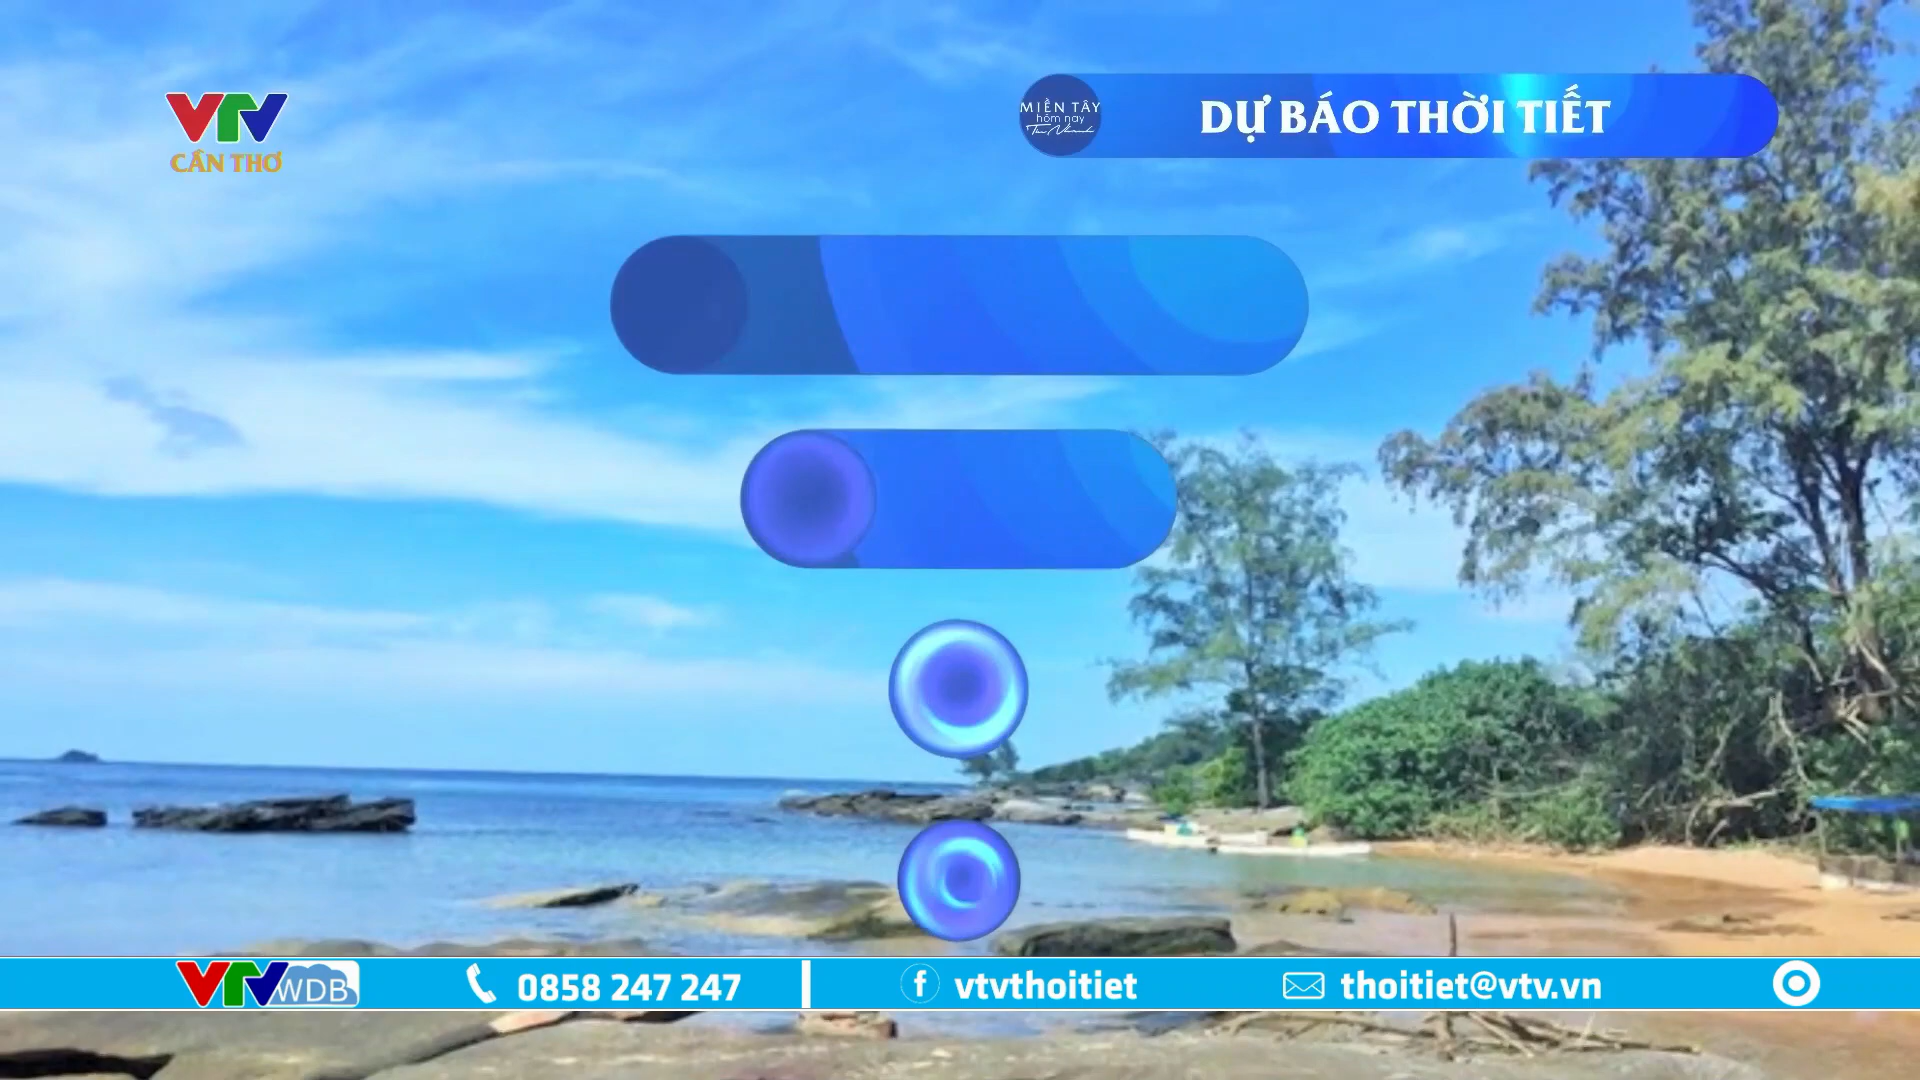 VTV
CẦN THƠ
MIỀN TÂY
hôm nay
DỰ BÁO THỜI TIẾT
VTV WDB
0858 247 247
vtvthoitiet
thoitiet@vtv.vn